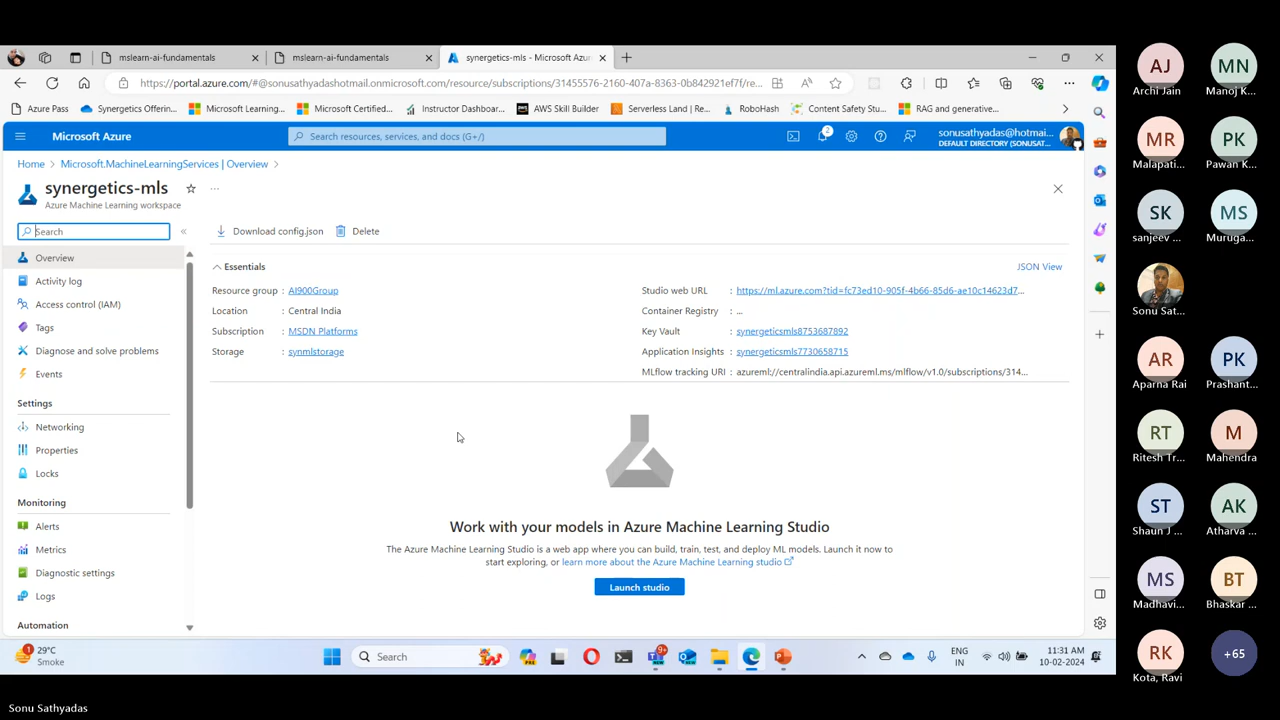 mslearn-ai-fundamentals
mslearn-ai-fundamentals
synergetics-mls - Microsoft Azur
https://portal.azure.com/#@sonusathyadashotmail.onmicrosoft.com/resource/subscriptions/31455576-2160-407a-8363-0b842921ef7f/re...
Azure Pass
Synergetics Offerin...
Microsoft Learning...
Microsoft Certified...
Instructor Dashboar...
AWS Skill Builder
Serverless Land | Re...
RoboHash
Content Safety Stu...
RAG and generative...
Microsoft Azure
Search resources, services, and docs (G+/)
2
sonusathyadas@hotmai...
DEFAULT DIRECTORY (SONUSAT...
Home > Microsoft.MachineLearningServices | Overview >
synergetics-mls
Azure Machine Learning workspace
Search
Download config.json
Delete
Overview
Activity log
Access control (IAM)
Tags
Diagnose and solve problems
Events
Settings
Networking
Properties
Locks
Monitoring
Alerts
Metrics
Diagnostic settings
Logs
Automation
Essentials
JSON View
Resource group : AI900Group
Location : Central India
Subscription : MSDN Platforms
Storage : synmlstorage
Studio web URL : https://ml.azure.com?tid=fc73ed10-905f-4b66-85d6-ae10c14623d7...
Container Registry : ...
Key Vault : synergeticsmls8753687892
Application Insights : synergeticsmls7730658715
MLflow tracking URI : azureml://centralindia.api.azureml.ms/mlflow/v1.0/subscriptions/314...
Work with your models in Azure Machine Learning Studio
The Azure Machine Learning Studio is a web app where you can build, train, test, and deploy ML models. Launch it now to
start exploring, or learn more about the Azure Machine Learning studio
Launch studio
1
29°C
Smoke
Search
9+
ENG
IN
11:31 AM
10-02-2024
AJ
Archi Jain
MN
Manoj K...
MR
Malapati...
PK
Pawan K...
SK
sanjeev ...
MS
Muruga...
Sonu Sat...
AR
Aparna Rai
PK
Prashant...
RT
Ritesh Tr...
M
Mahendra
ST
Shaun J ...
AK
Atharva ...
MS
Madhavi...
BT
Bhaskar ...
RK
Kota, Ravi
+65
Sonu Sathyadas